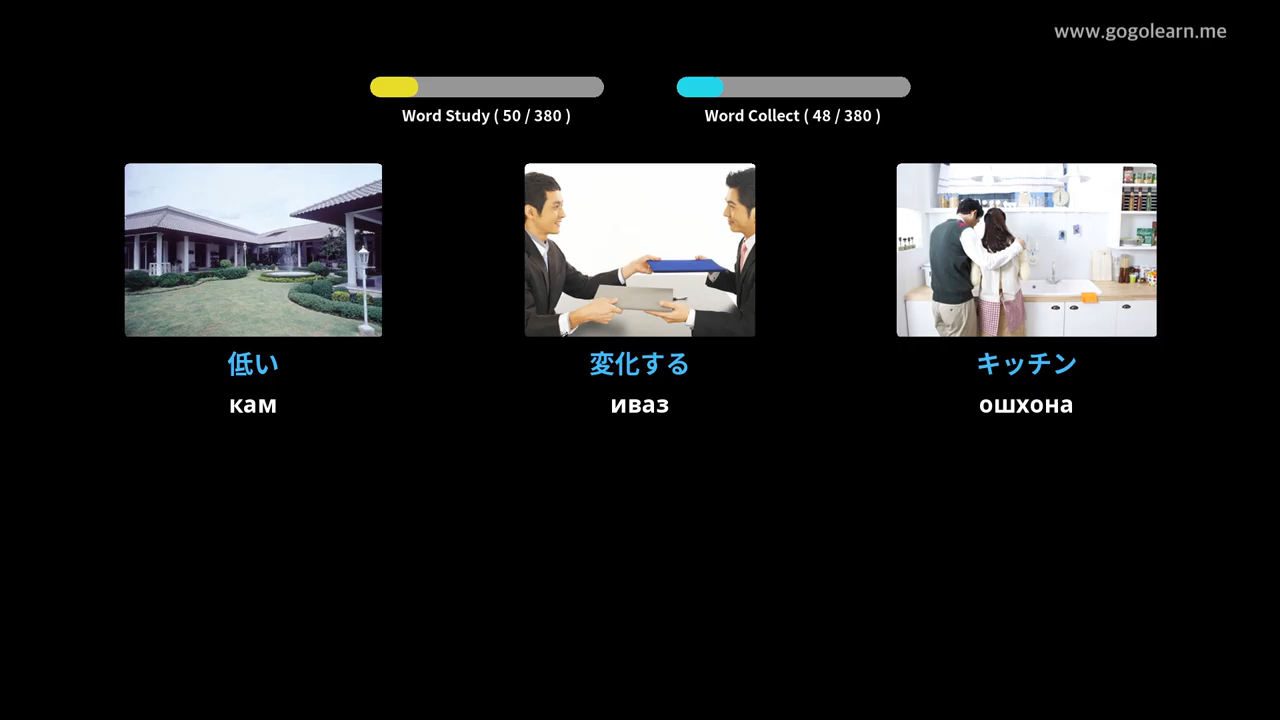 www.gogolearn.me
Word Study ( 50 / 380 )
Word Collect ( 48 / 380 )
低い
変化する
キッチン
кам
иваз
ошхона